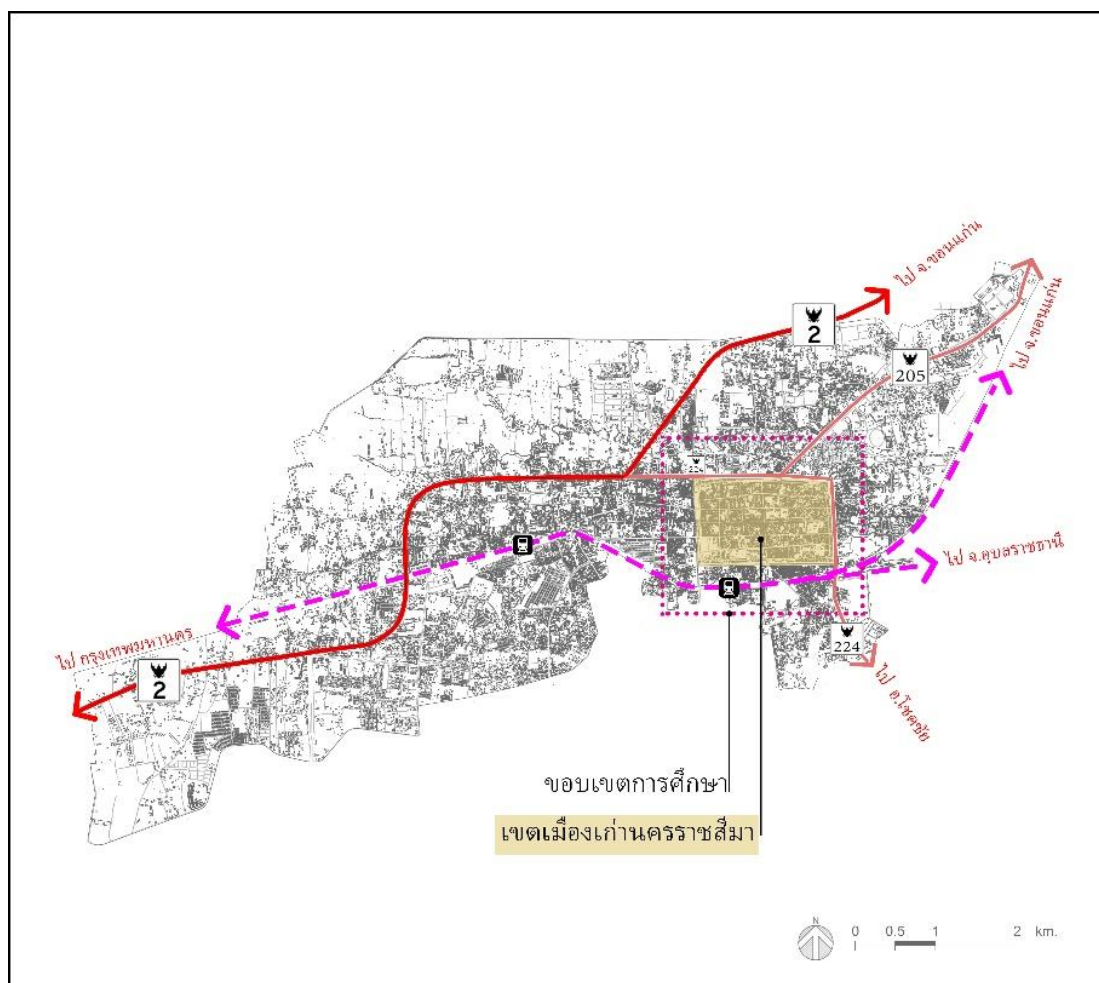 ไป จ.ขอนแก่น
2
205
ไป จ.ขอนแก่น
224
ไป จ.อุบลราชธานี
ไป กรุงเทพมหานคร
2
224
ไป อ.โชคชัย
ขอบเขตการศึกษา
เขตเมืองเก่านครราชสีมา
N
0 0.5 1 2 km.